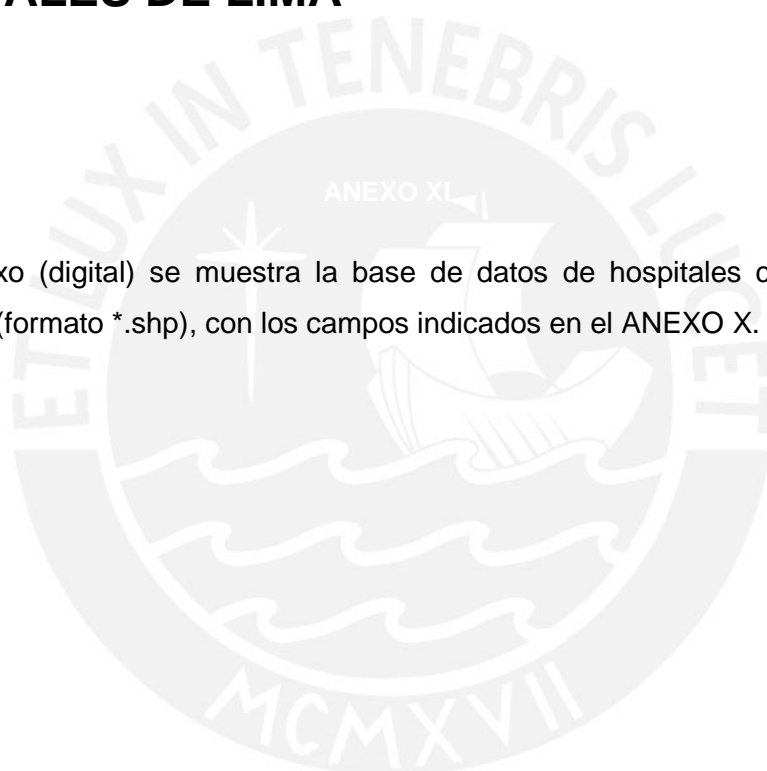 ALES DE LIMA
ET LUX IN TENEBRIS LUCET
ANEXO XI
xo (digital) se muestra la base de datos de hospitales
(formato *.shp), con los campos indicados en el ANEXO X.
MCMXVII